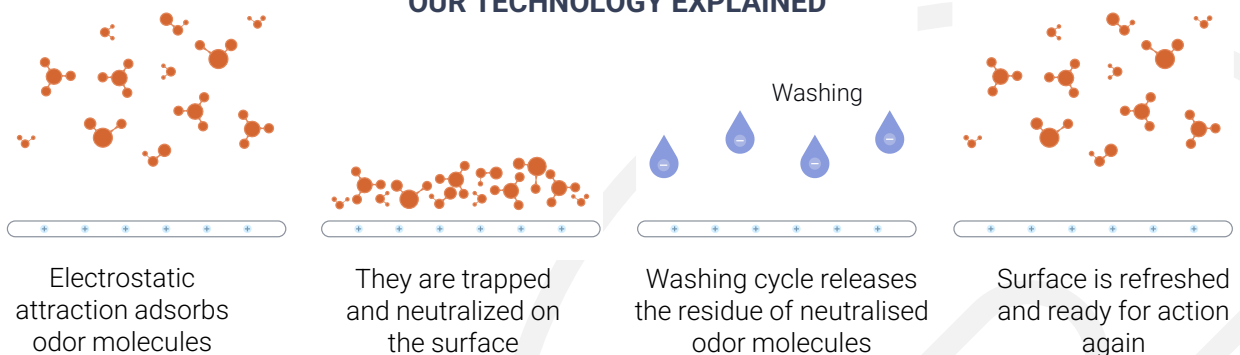 OUR TECHNOLOGY EXPLAINED
Washing
Electrostatic
attraction adsorbs
odor molecules
They are trapped
and neutralized on
the surface
Washing cycle releases
the residue of neutralised
odor molecules
Surface is refreshed
and ready for action
again